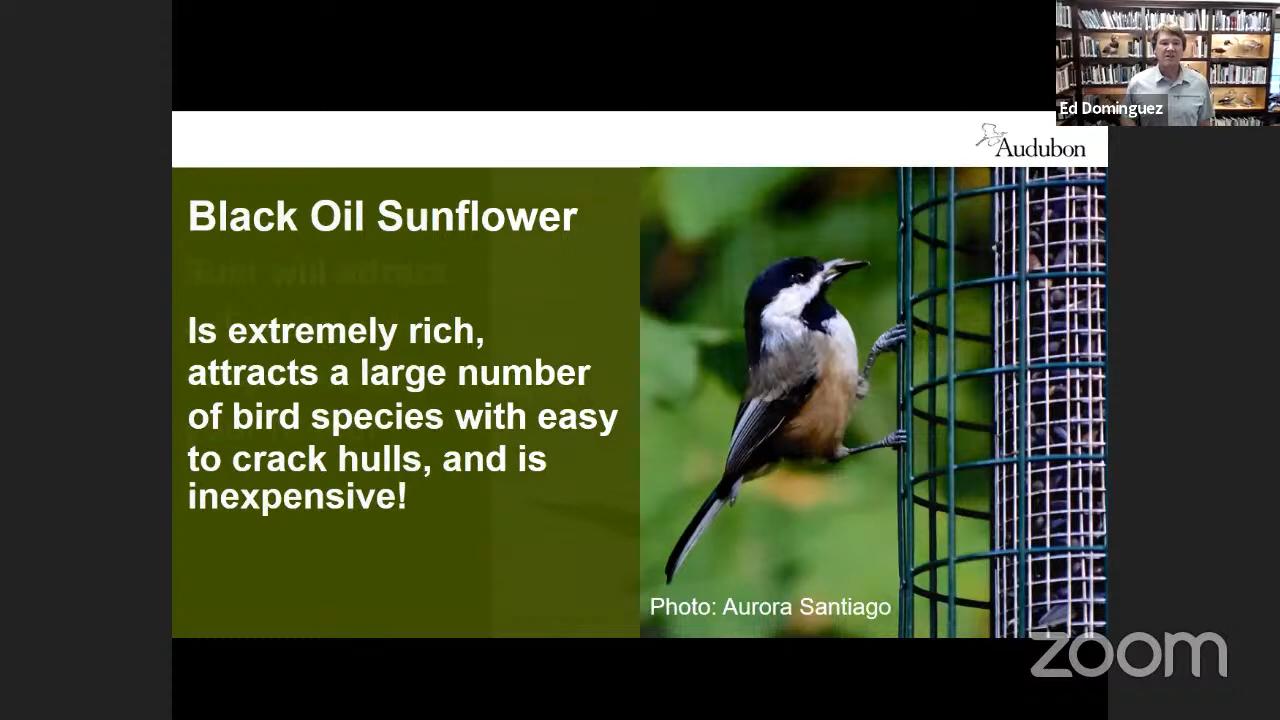 Ed Dominguez
Audubon
Black Oil Sunflower
Is extremely rich,
attracts a large number
of bird species with easy
to crack hulls, and is
inexpensive!
Photo: Aurora Santiago
zoom